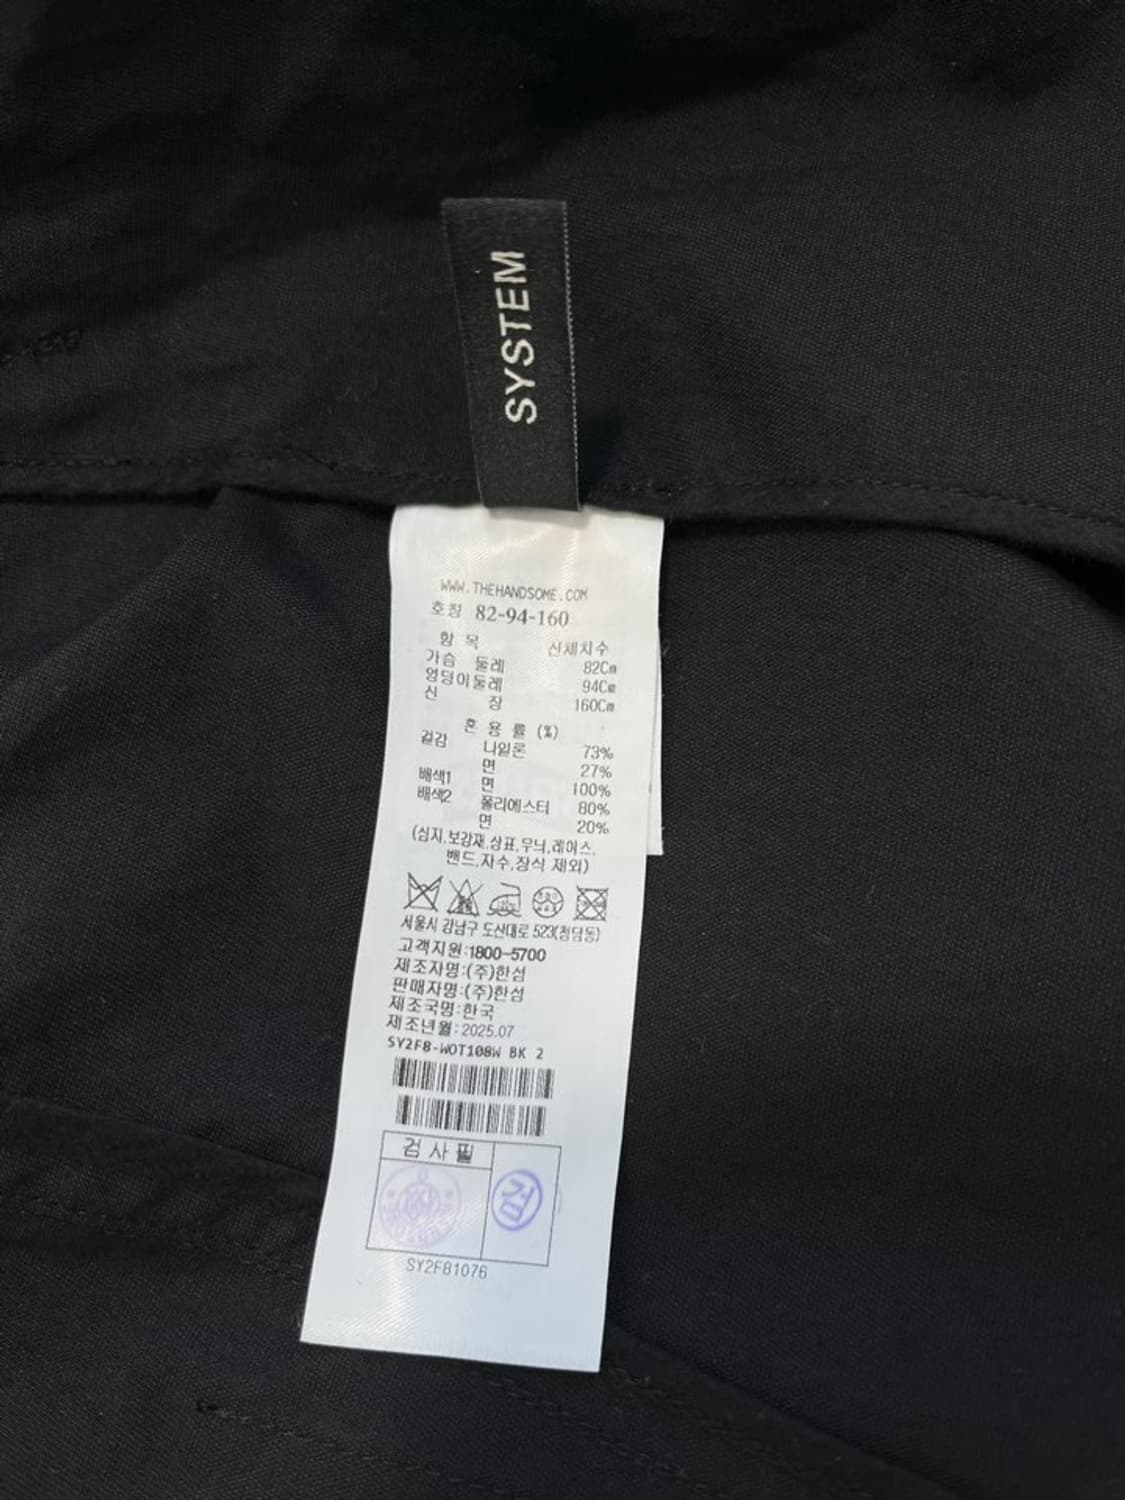 SYSTEM
WWW.THEHANDSOME.COM
호칭 82-94-160
항 목 신체치수
가슴 둘레 82Cm
엉덩이둘레 94Cm
신 장 160Cm
혼 용 률 (%)
겉감 나일론 73%
면 27%
배색1 면 100%
배색2 폴리에스터 80%
면 20%
(심지,보강재,상표,무늬,레이스,
밴드,자수,장식 제외)
서울시 강남구 도산대로 523(청담동)
고객지원:1800-5700
제조자명:(주)한섬
판매자명:(주)한섬
제조국명:한국
제조년월:2025.07
SY2F8-WOT108W BK 2
검 사 필
검
SY2F81076